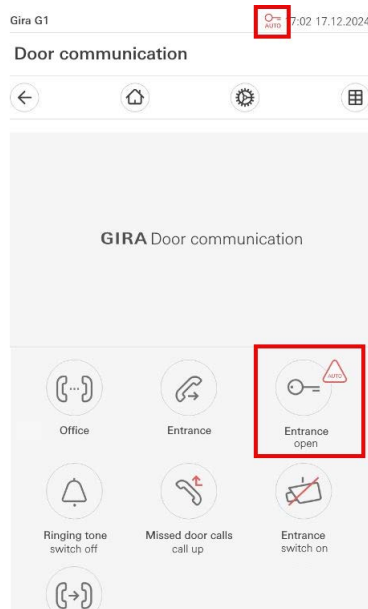 Gira G1 AUTO 17:02 17.12.2024
Door communication
GIRA Door communication
AUTO
Office Entrance Entrance
open
Ringing tone Missed door calls Entrance
switch off call up switch on